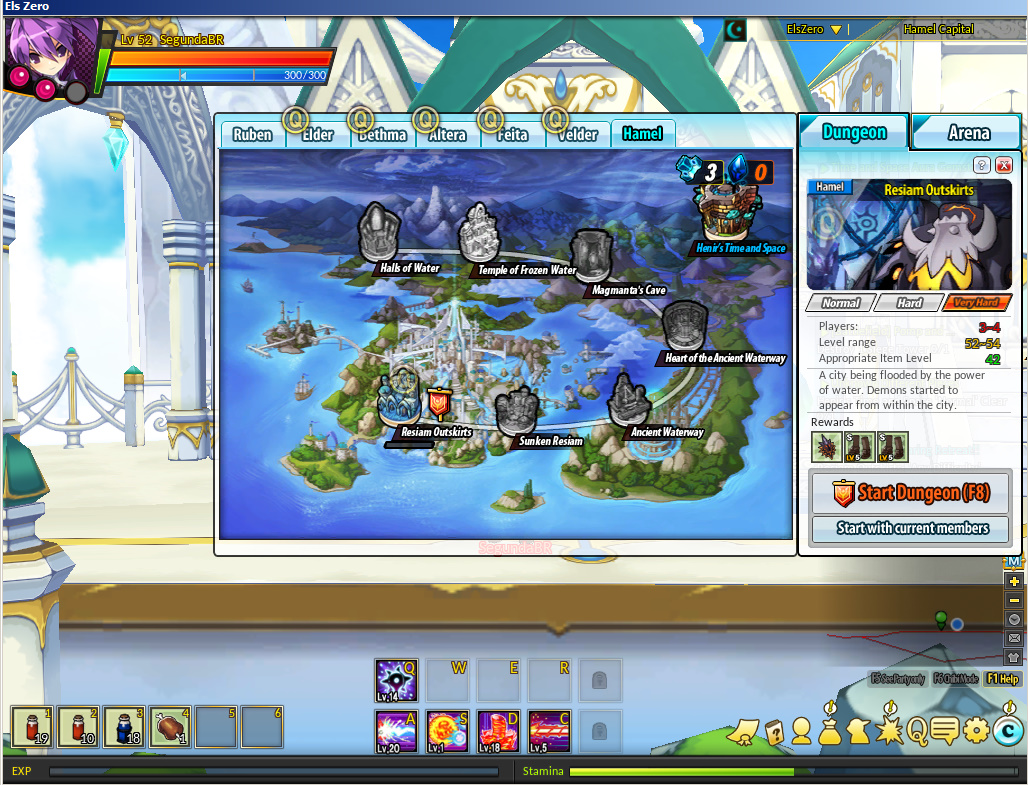 Els Zero
Lv 52 SegundaBR
300/300
ElsZero
Hamel Capital
Ruben
Q Elder
Q Bethma
Q Altera
Q Feita
Q Velder
Hamel
Dungeon
Arena
3
0
Henir's Time and Space
Halls of Water
Temple of Frozen Water
Magmanta's Cave
Heart of the Ancient Waterway
Resiam Outskirts
Sunken Resiam
Ancient Waterway
?
X
Hamel
Resiam Outskirts
Normal
Hard
Very Hard
Players: 3~4
Level range 52~54
Appropriate Item Level 42
A city being flooded by the power
of water. Demons started to
appear from within the city.
Rewards
S LV 5
S LV 5
Start Dungeon (F8)
Start with current members
SegundaBR
M
F5 See Party only
F6 Quki Mode
F1 Help
Q Lv.14
W
E
R
A Lv.20
S Lv.1
D Lv.18
C Lv.5
1 19
2 10
3 18
4 1
5
6
EXP
Stamina